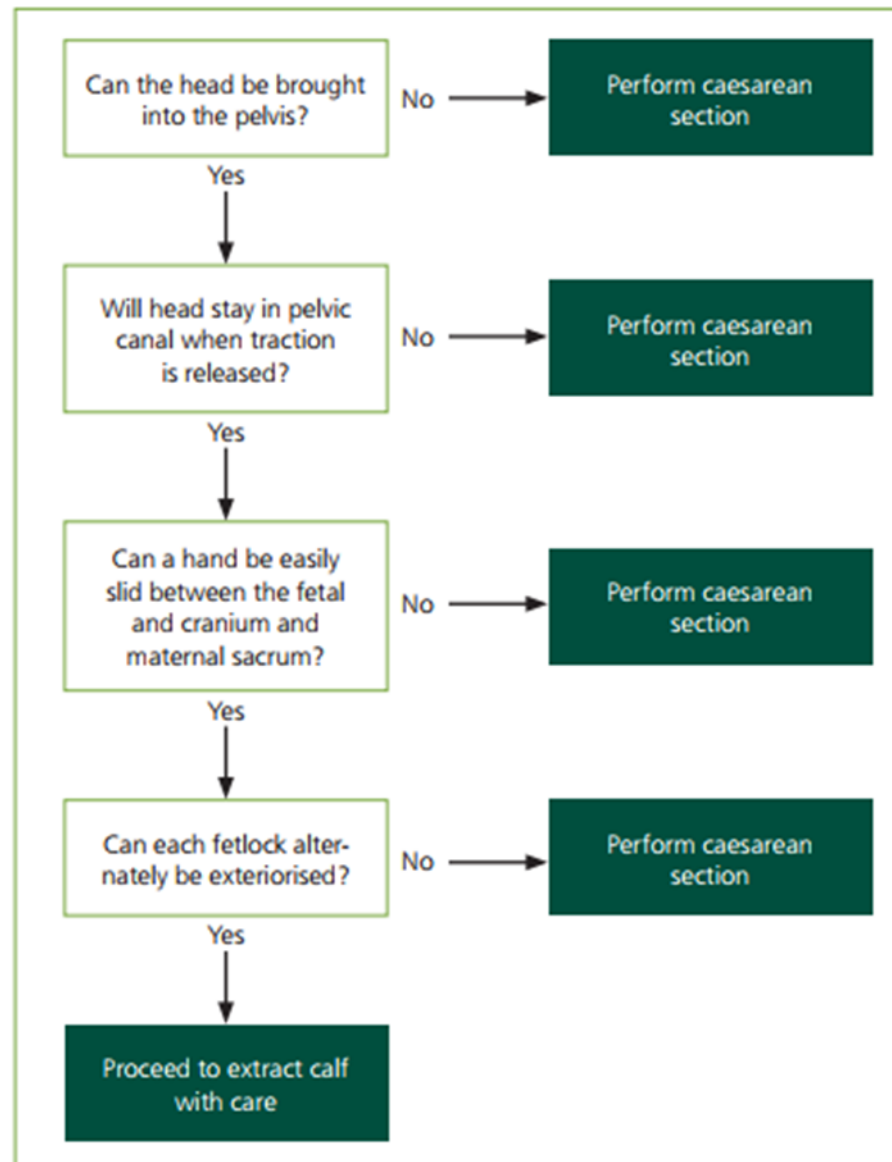 Can the head be brought
into the pelvis?
No
Perform caesarean
section
Yes
Will head stay in pelvic
canal when traction
is released?
No
Perform caesarean
section
Yes
Can a hand be easily
slid between the fetal
and cranium and
maternal sacrum?
No
Perform caesarean
section
Yes
Can each fetlock alter-
nately be exteriorised?
No
Perform caesarean
section
Yes
Proceed to extract calf
with care